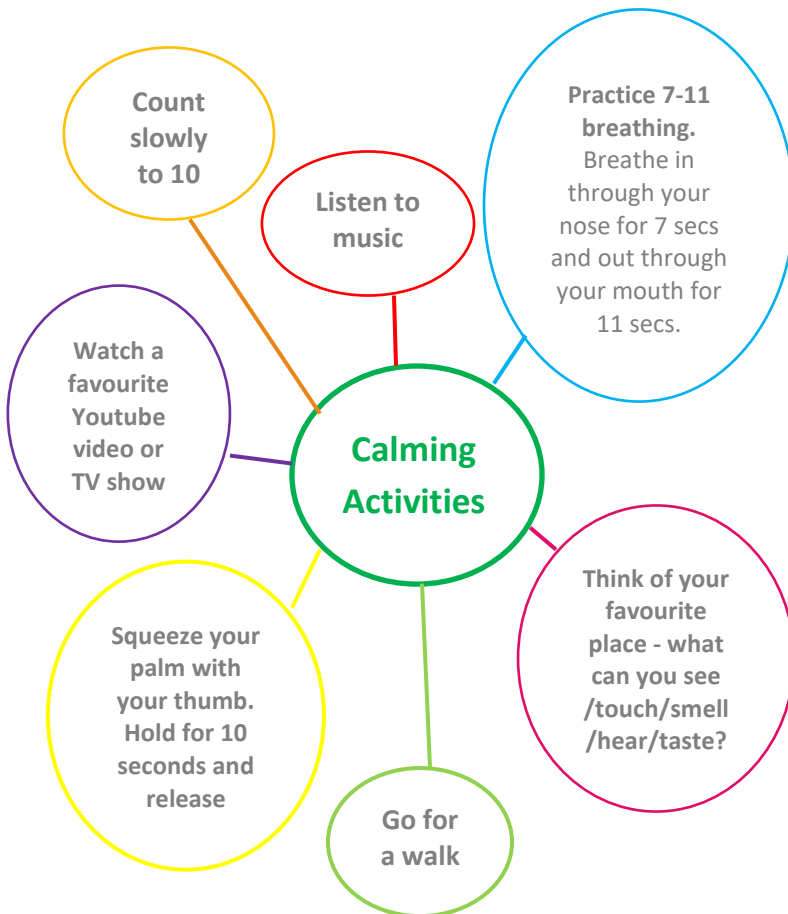 Count
slowly
to 10
Listen to
music
Practice 7-11
breathing.
Breathe in
through your
nose for 7 secs
and out through
your mouth for
11 secs.
Watch a
favourite
Youtube
video or
TV show
Calming
Activities
Think of your
favourite
place - what
can you see
/touch/smell
/hear/taste?
Squeeze your
palm with
your thumb.
Hold for 10
seconds and
release
Go for
a walk